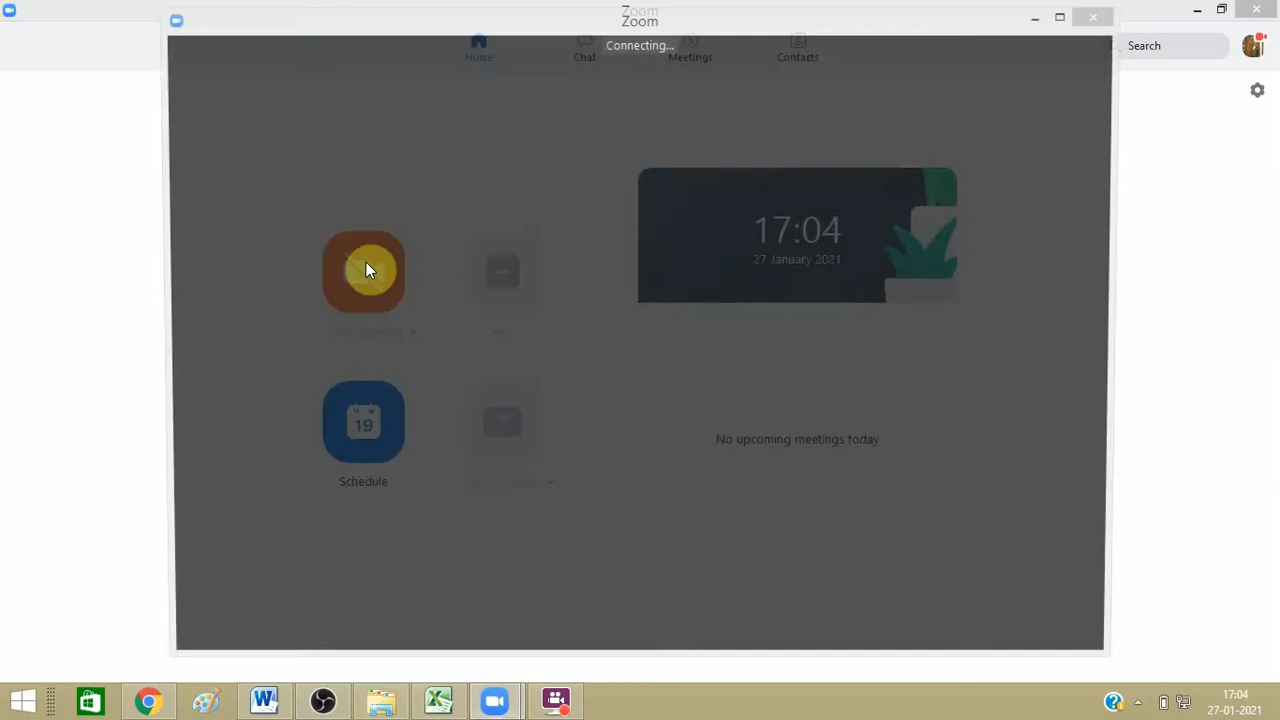 Zoom
Zoom
Connecting...
Home
Chat
Meetings
Contacts
Search
17:04
27 January 2021
19
Schedule
No upcoming meetings today
17:04
27-01-2021